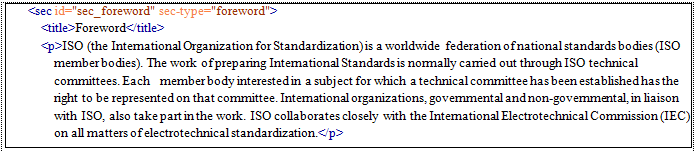 <sec id="sec_foreword" sec-type="foreword">
<title>Foreword</title>
<p>ISO (the International Organization for Standardization) is a worldwide federation of national standards bodies (ISO
member bodies). The work of preparing International Standards is normally carried out through ISO technical
committees. Each member body interested in a subject for which a technical committee has been established has the
right to be represented on that committee. International organizations, governmental and non-governmental, in liaison
with ISO, also take part in the work. ISO collaborates closely with the International Electrotechnical Commission (IEC)
on all matters of electrotechnical standardization.</p>